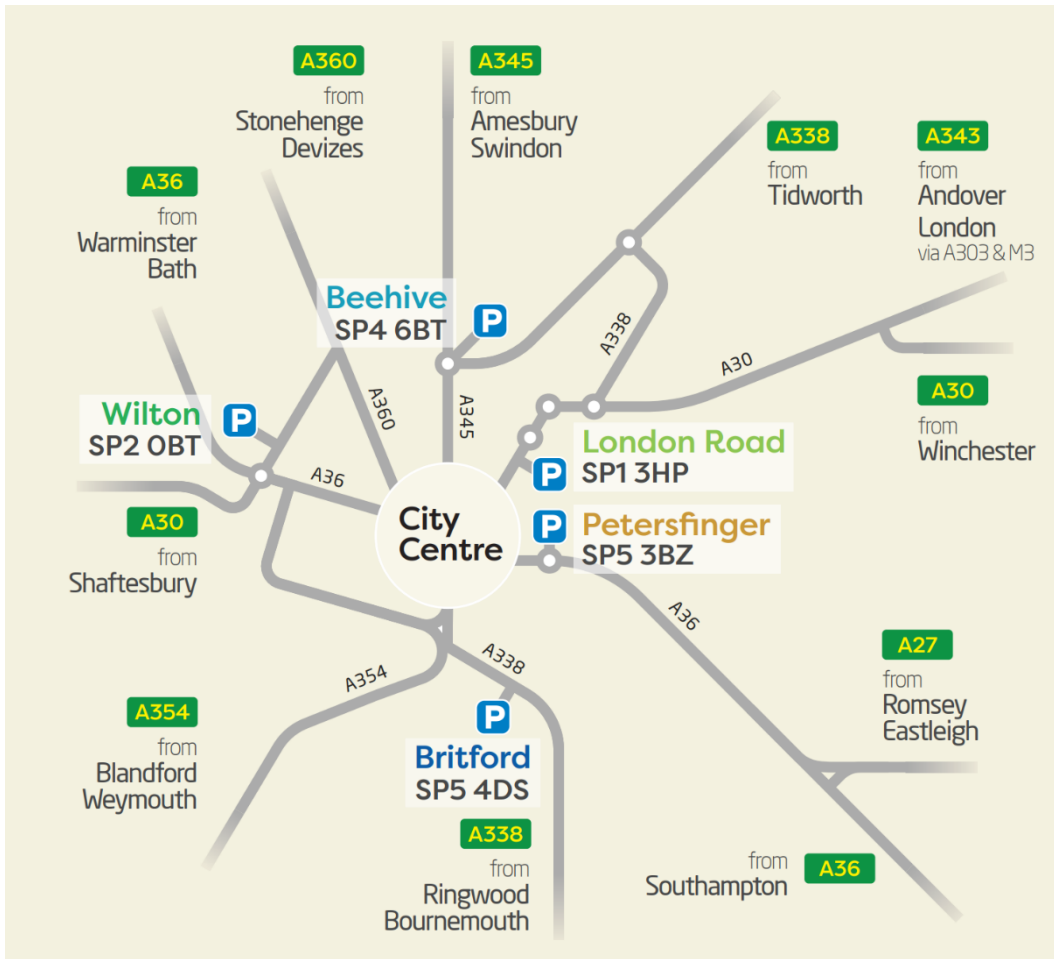 A360
from
Stonehenge
Devizes
A345
from
Amesbury
Swindon
A338
from
Tidworth
A343
from
Andover
London
via A303 & M3
A36
from
Warminster
Bath
Beehive
SP4 6BT
P
A338
A30
A360
A345
A30
from
Winchester
Wilton
SP2 0BT
P
A36
London Road
SP1 3HP
P
City
Centre
P
Petersfinger
SP5 3BZ
A30
from
Shaftesbury
A36
A338
A354
A27
from
Romsey
Eastleigh
A354
from
Blandford
Weymouth
P
Britford
SP5 4DS
A338
from
Ringwood
Bournemouth
from
Southampton
A36